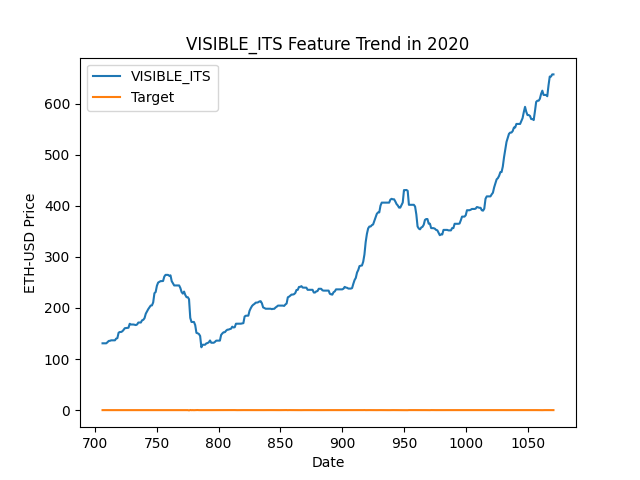 VISIBLE_ITS Feature Trend in 2020
VISIBLE_ITS
Target
ETH-USD Price
600
500
400
300
200
100
0
700 750 800 850 900 950 1000 1050
Date